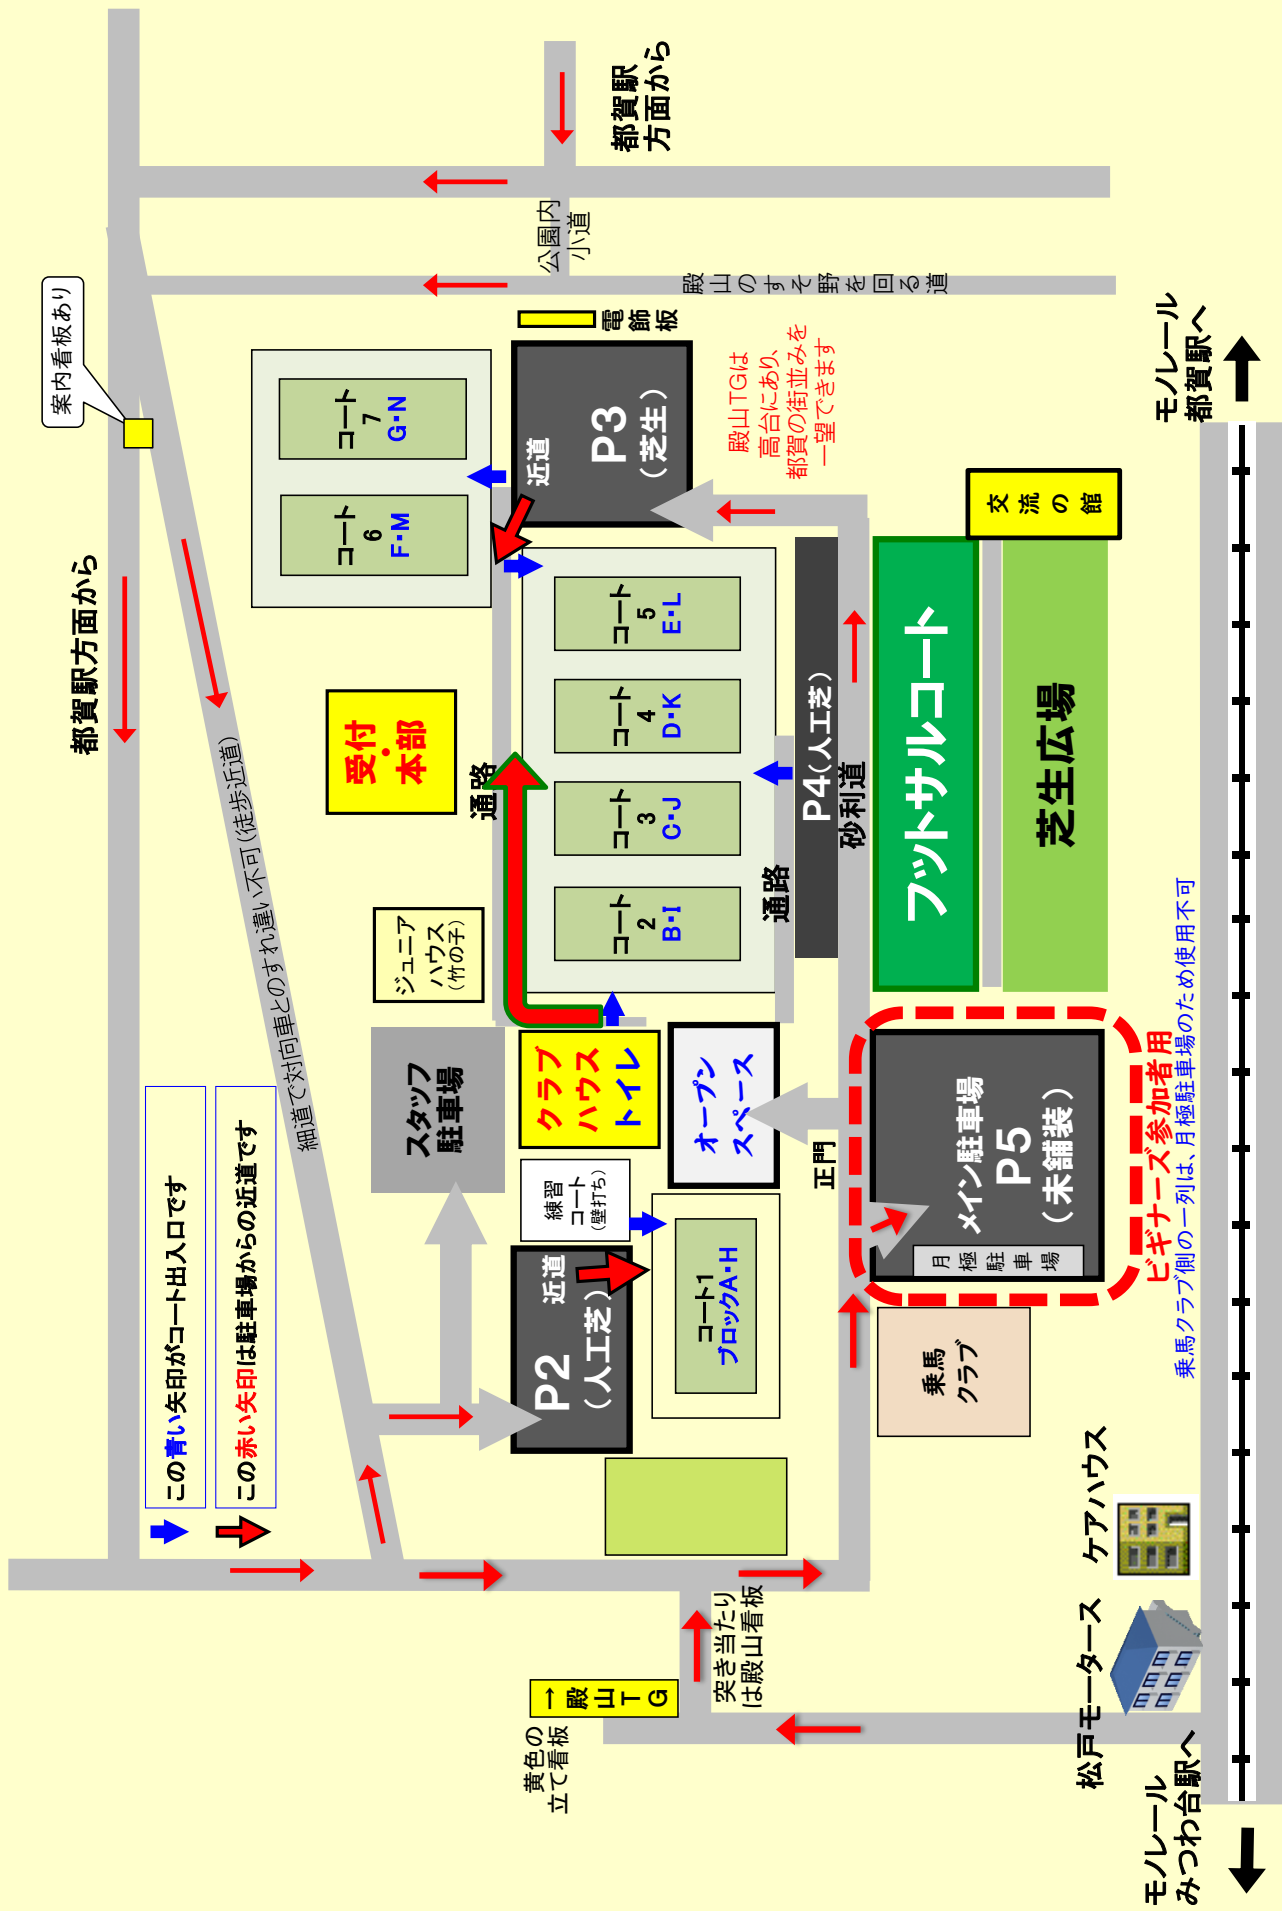 モノレール
みつわ台駅へ
松戸モータース
ケアハウス
黄色の
立て看板
→殿山TG
突き当たり
は殿山看板
この青い矢印がコート出入口です
この赤い矢印は駐車場からの近道です
細道で対向車とのすれ違い不可(徒歩近道)
都賀駅方面から
案内看板あり
都賀駅
方面から
公園内
小道
殿山のすそ野を回る道
スタッフ
駐車場
ジュニア
ハウス
(竹の子)
受付
・
本部
通路
コート
6
F・M
コート
7
G・N
電飾板
近道
P3
(芝生)
殿山TGは
高台にあり、
都賀の街並みを
一望できます
近道
P2
(人工芝)
練習
コート
(壁打ち)
クラブ
ハウス
トイレ
オープン
スペース
コート1
ブロックA・H
コート
2
B・I
コート
3
C・J
コート
4
D・K
コート
5
E・L
通路
P4(人工芝)
砂利道
正門
乗馬
クラブ
月極駐車場
メイン駐車場
P5
(未舗装)
ビギナーズ参加者用
乗馬クラブ側の一列は、月極駐車場のため使用不可
フットサルコート
芝生広場
交流の館
モノレール
都賀駅へ